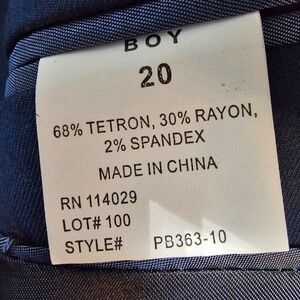 BOY
20
68% TETRON, 30% RAYON,
2% SPANDEX
MADE IN CHINA
RN 114029
LOT# 100
STYLE# PB363-10